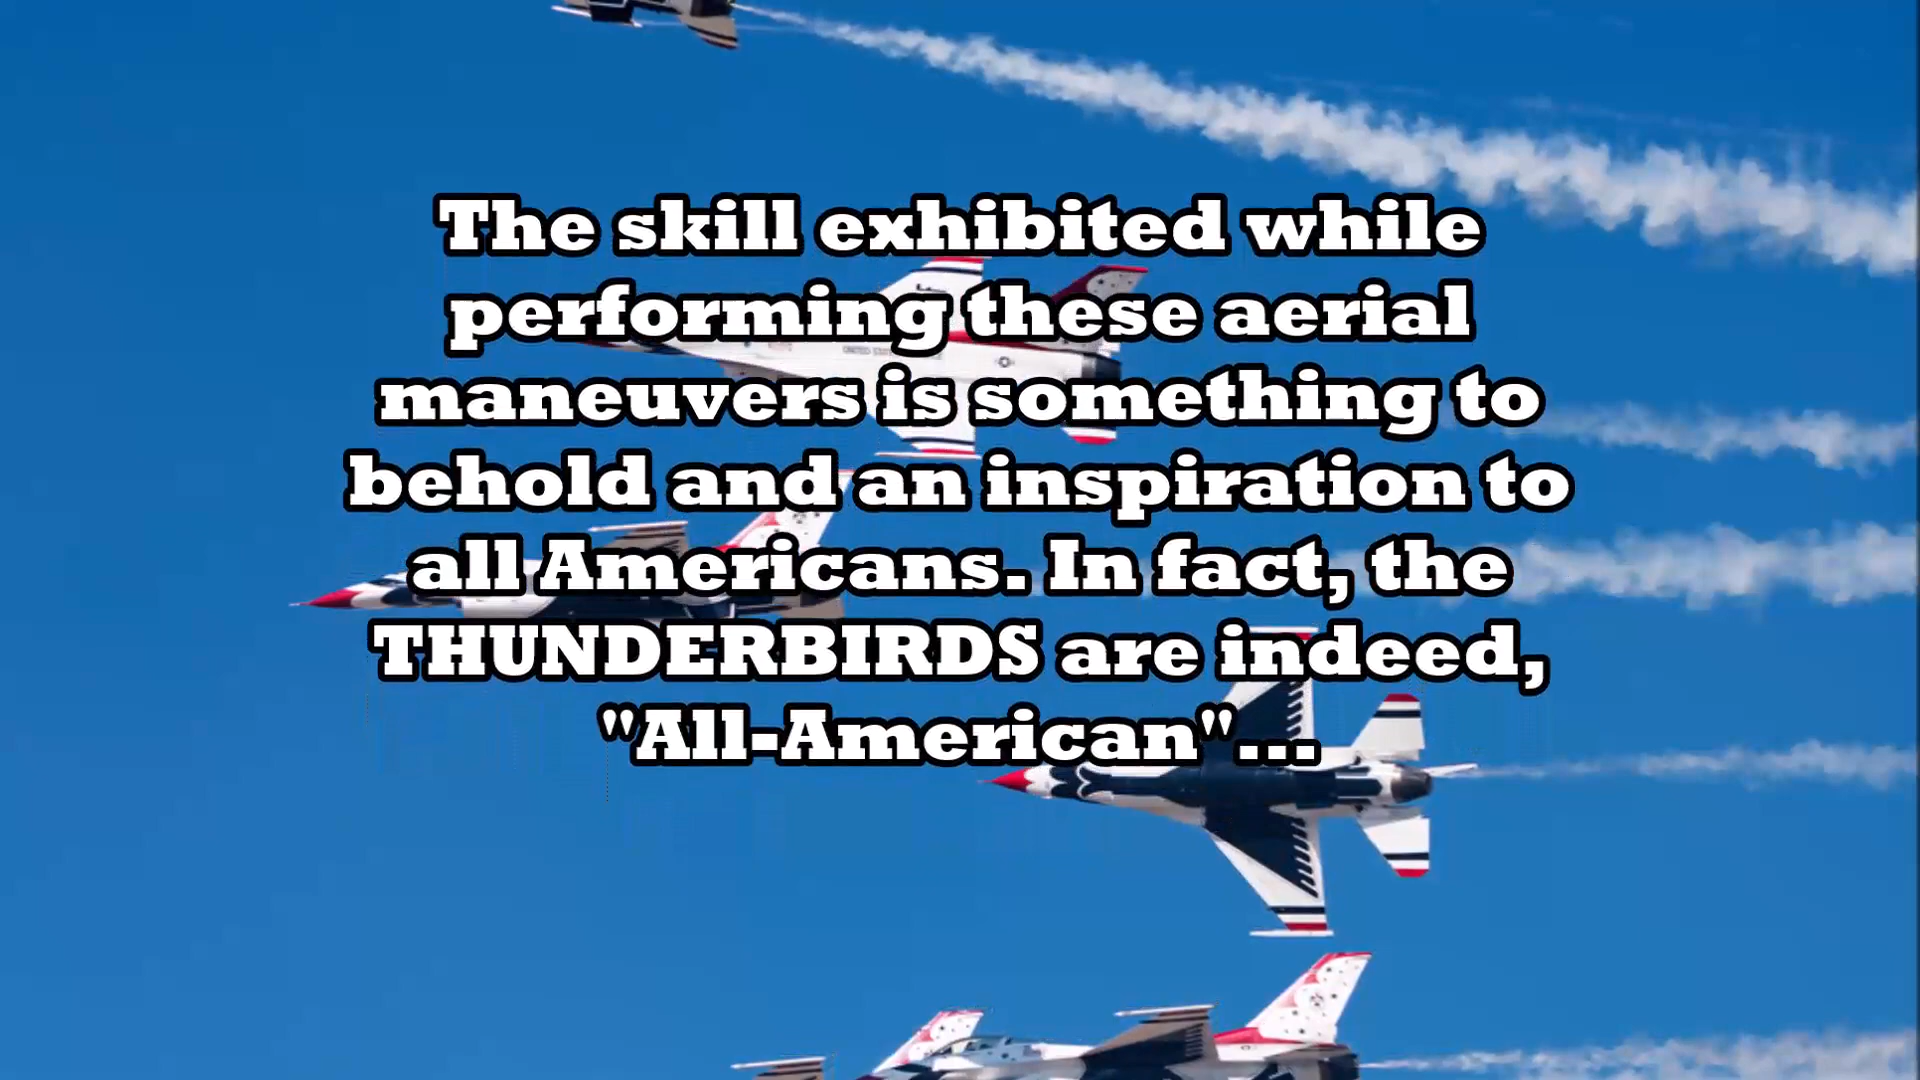 The skill exhibited while
performing these aerial
maneuvers is something to
behold and an inspiration to
all Americans. In fact, the
THUNDERBIRDS are indeed,
"All-American"...